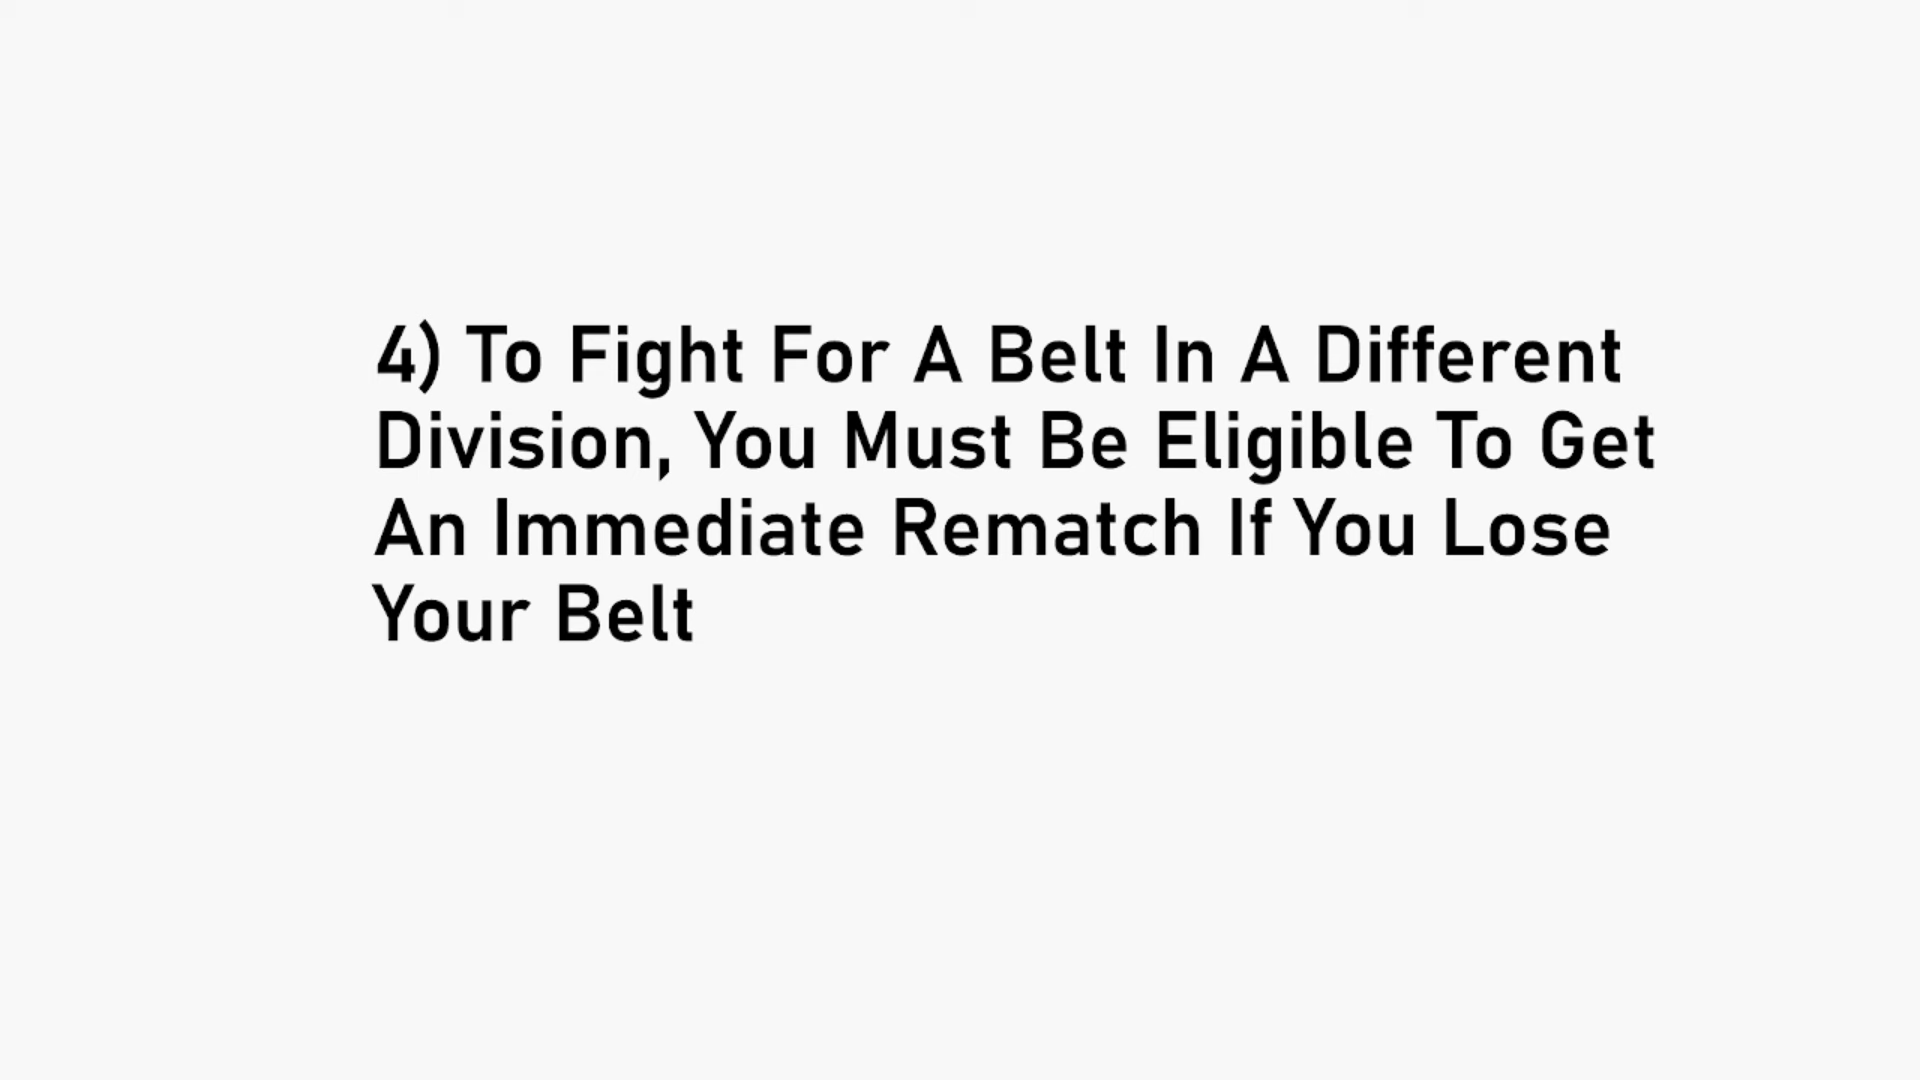 4) To Fight For A Belt In A Different
Division, You Must Be Eligible To Get
An Immediate Rematch If You Lose
Your Belt